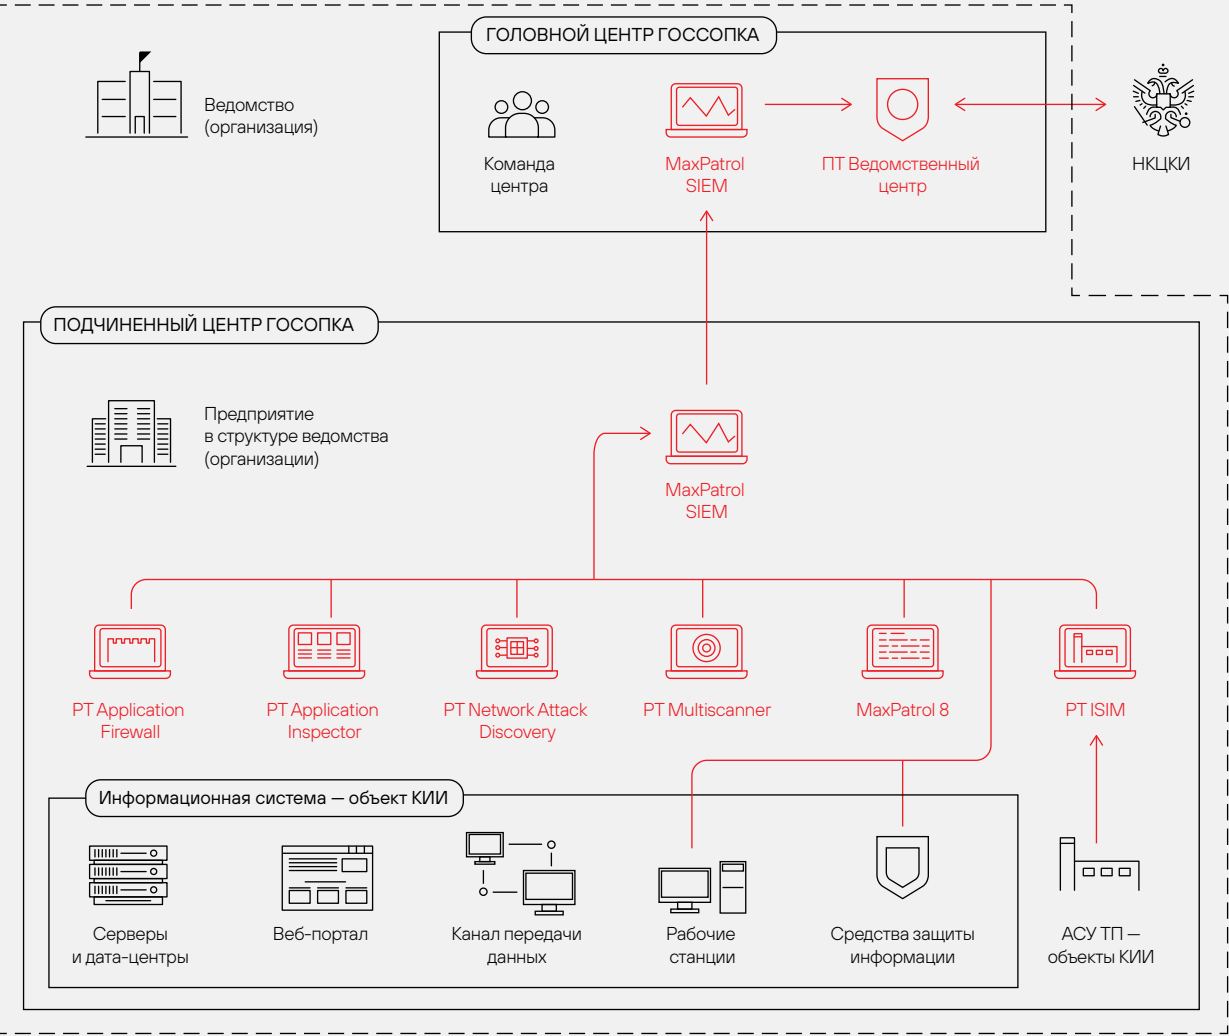 ГОЛОВНОЙ ЦЕНТР ГОССОПКА
Ведомство
(организация)
Команда
центра
MaxPatrol
SIEM
ПТ Ведомственный
центр
НКЦКИ
ПОДЧИНЕННЫЙ ЦЕНТР ГОСОПКА
Предприятие
в структуре ведомства
(организации)
MaxPatrol
SIEM
PT Application
Firewall
PT Application
Inspector
PT Network Attack
Discovery
PT Multiscanner
MaxPatrol 8
PT ISIM
Информационная система — объект КИИ
Серверы
и дата-центры
Веб-портал
Канал передачи
данных
Рабочие
станции
Средства защиты
информации
АСУ ТП —
объекты КИИ